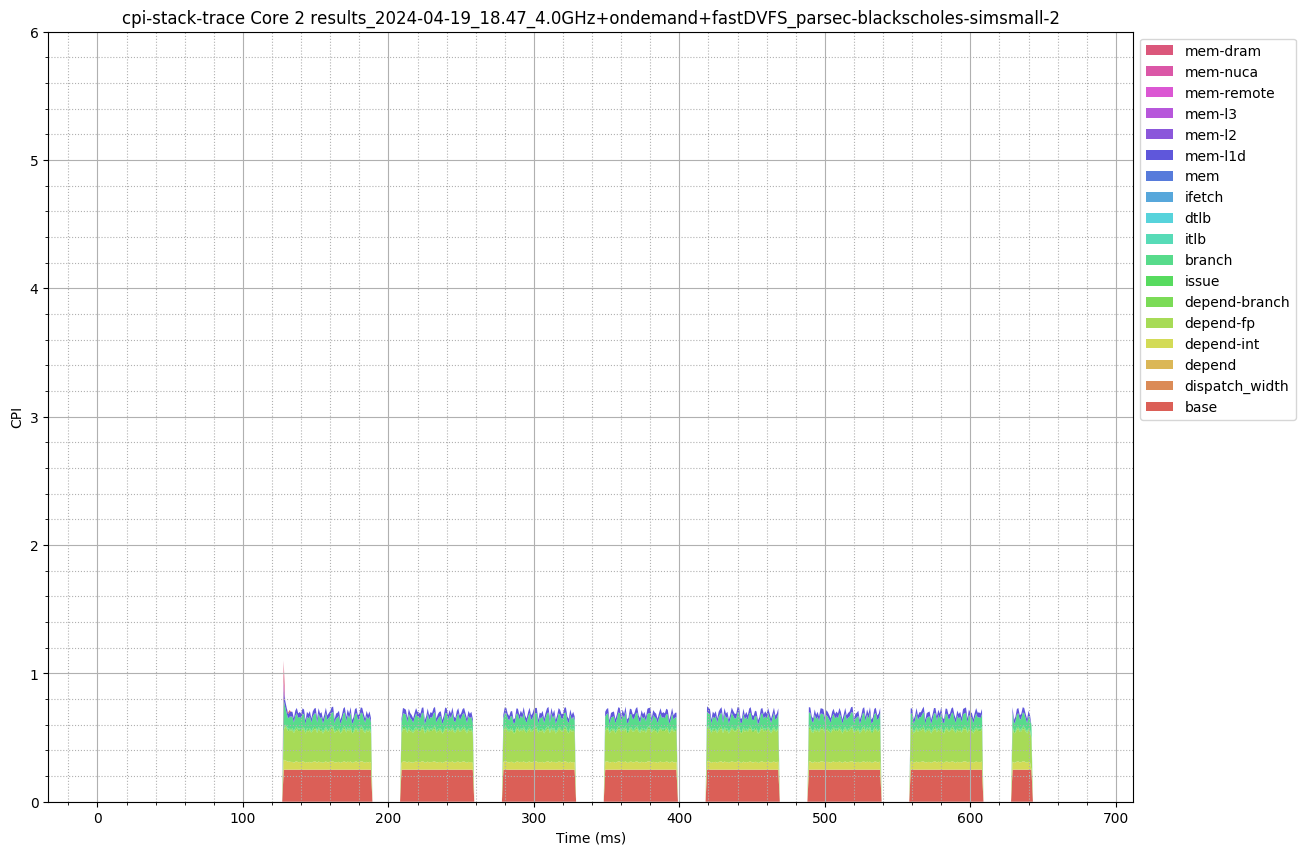 cpi-stack-trace Core 2 results_2024-04-19_18.47_4.0GHz+ondemand+fastDVFS_parsec-blackscholes-simsmall-2
6
5
4
3
2
1
0
CPI
0 100 200 300 400 500 600 700
Time (ms)
mem-dram
mem-nuca
mem-remote
mem-l3
mem-l2
mem-l1d
mem
ifetch
dtlb
itlb
branch
issue
depend-branch
depend-fp
depend-int
depend
dispatch_width
base